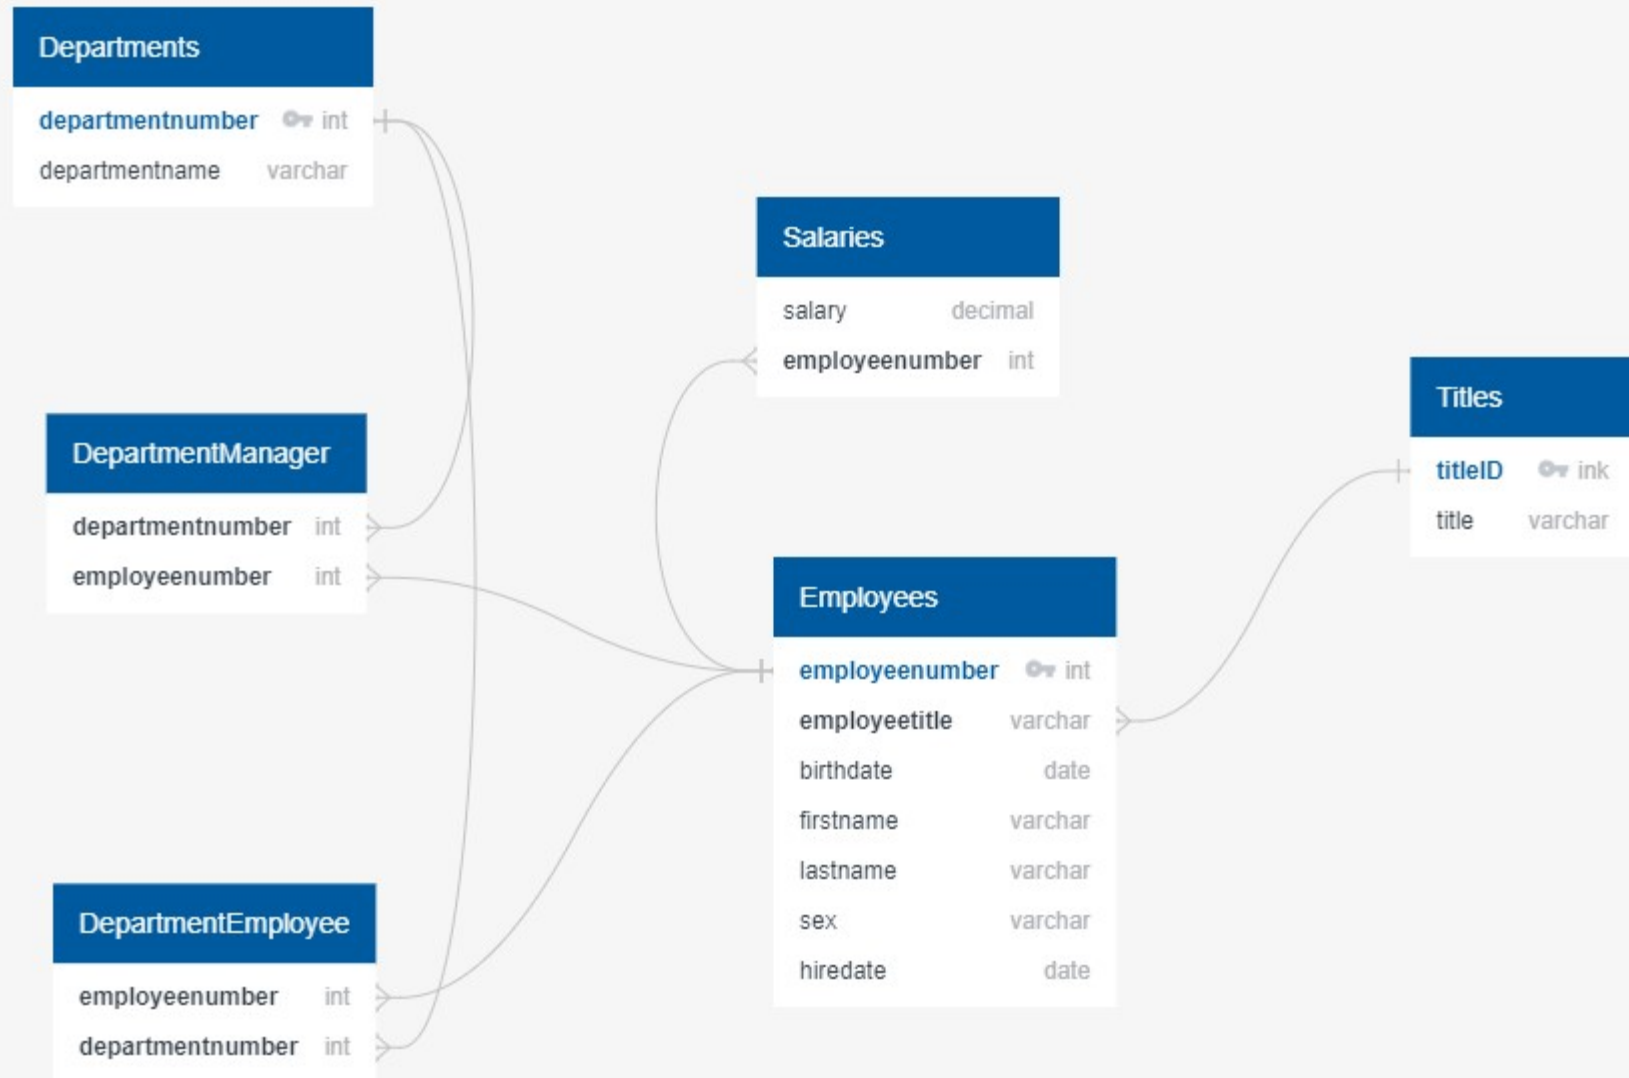 Departments
departmentnumber int
departmentname varchar
Salaries
salary decimal
employeenumber int
Titles
titleID ink
title varchar
DepartmentManager
departmentnumber int
employeenumber int
Employees
employeenumber int
employeetitle varchar
birthdate date
firstname varchar
lastname varchar
sex varchar
hiredate date
DepartmentEmployee
employeenumber int
departmentnumber int